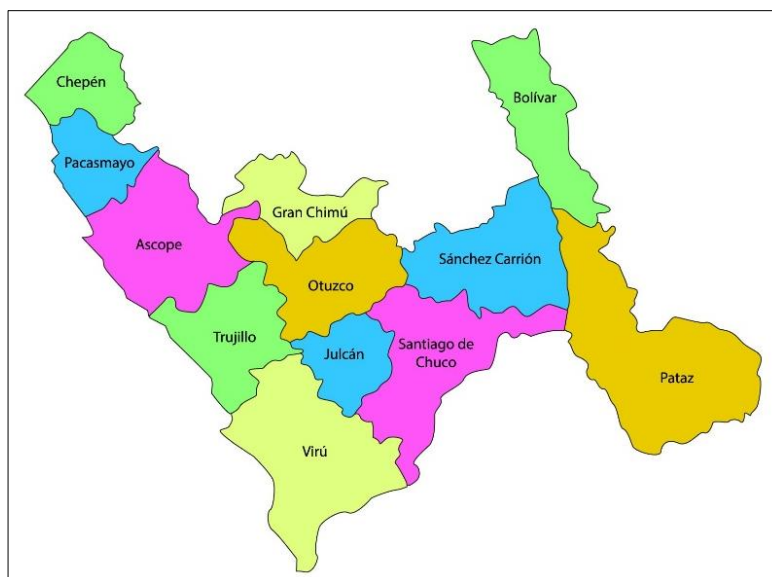 Chepén
Bolívar
Pacasmayo
Gran Chimú
Ascope
Sánchez Carrión
Otuzco
Trujillo
Julcán
Santiago de
Chuco
Pataz
Virú